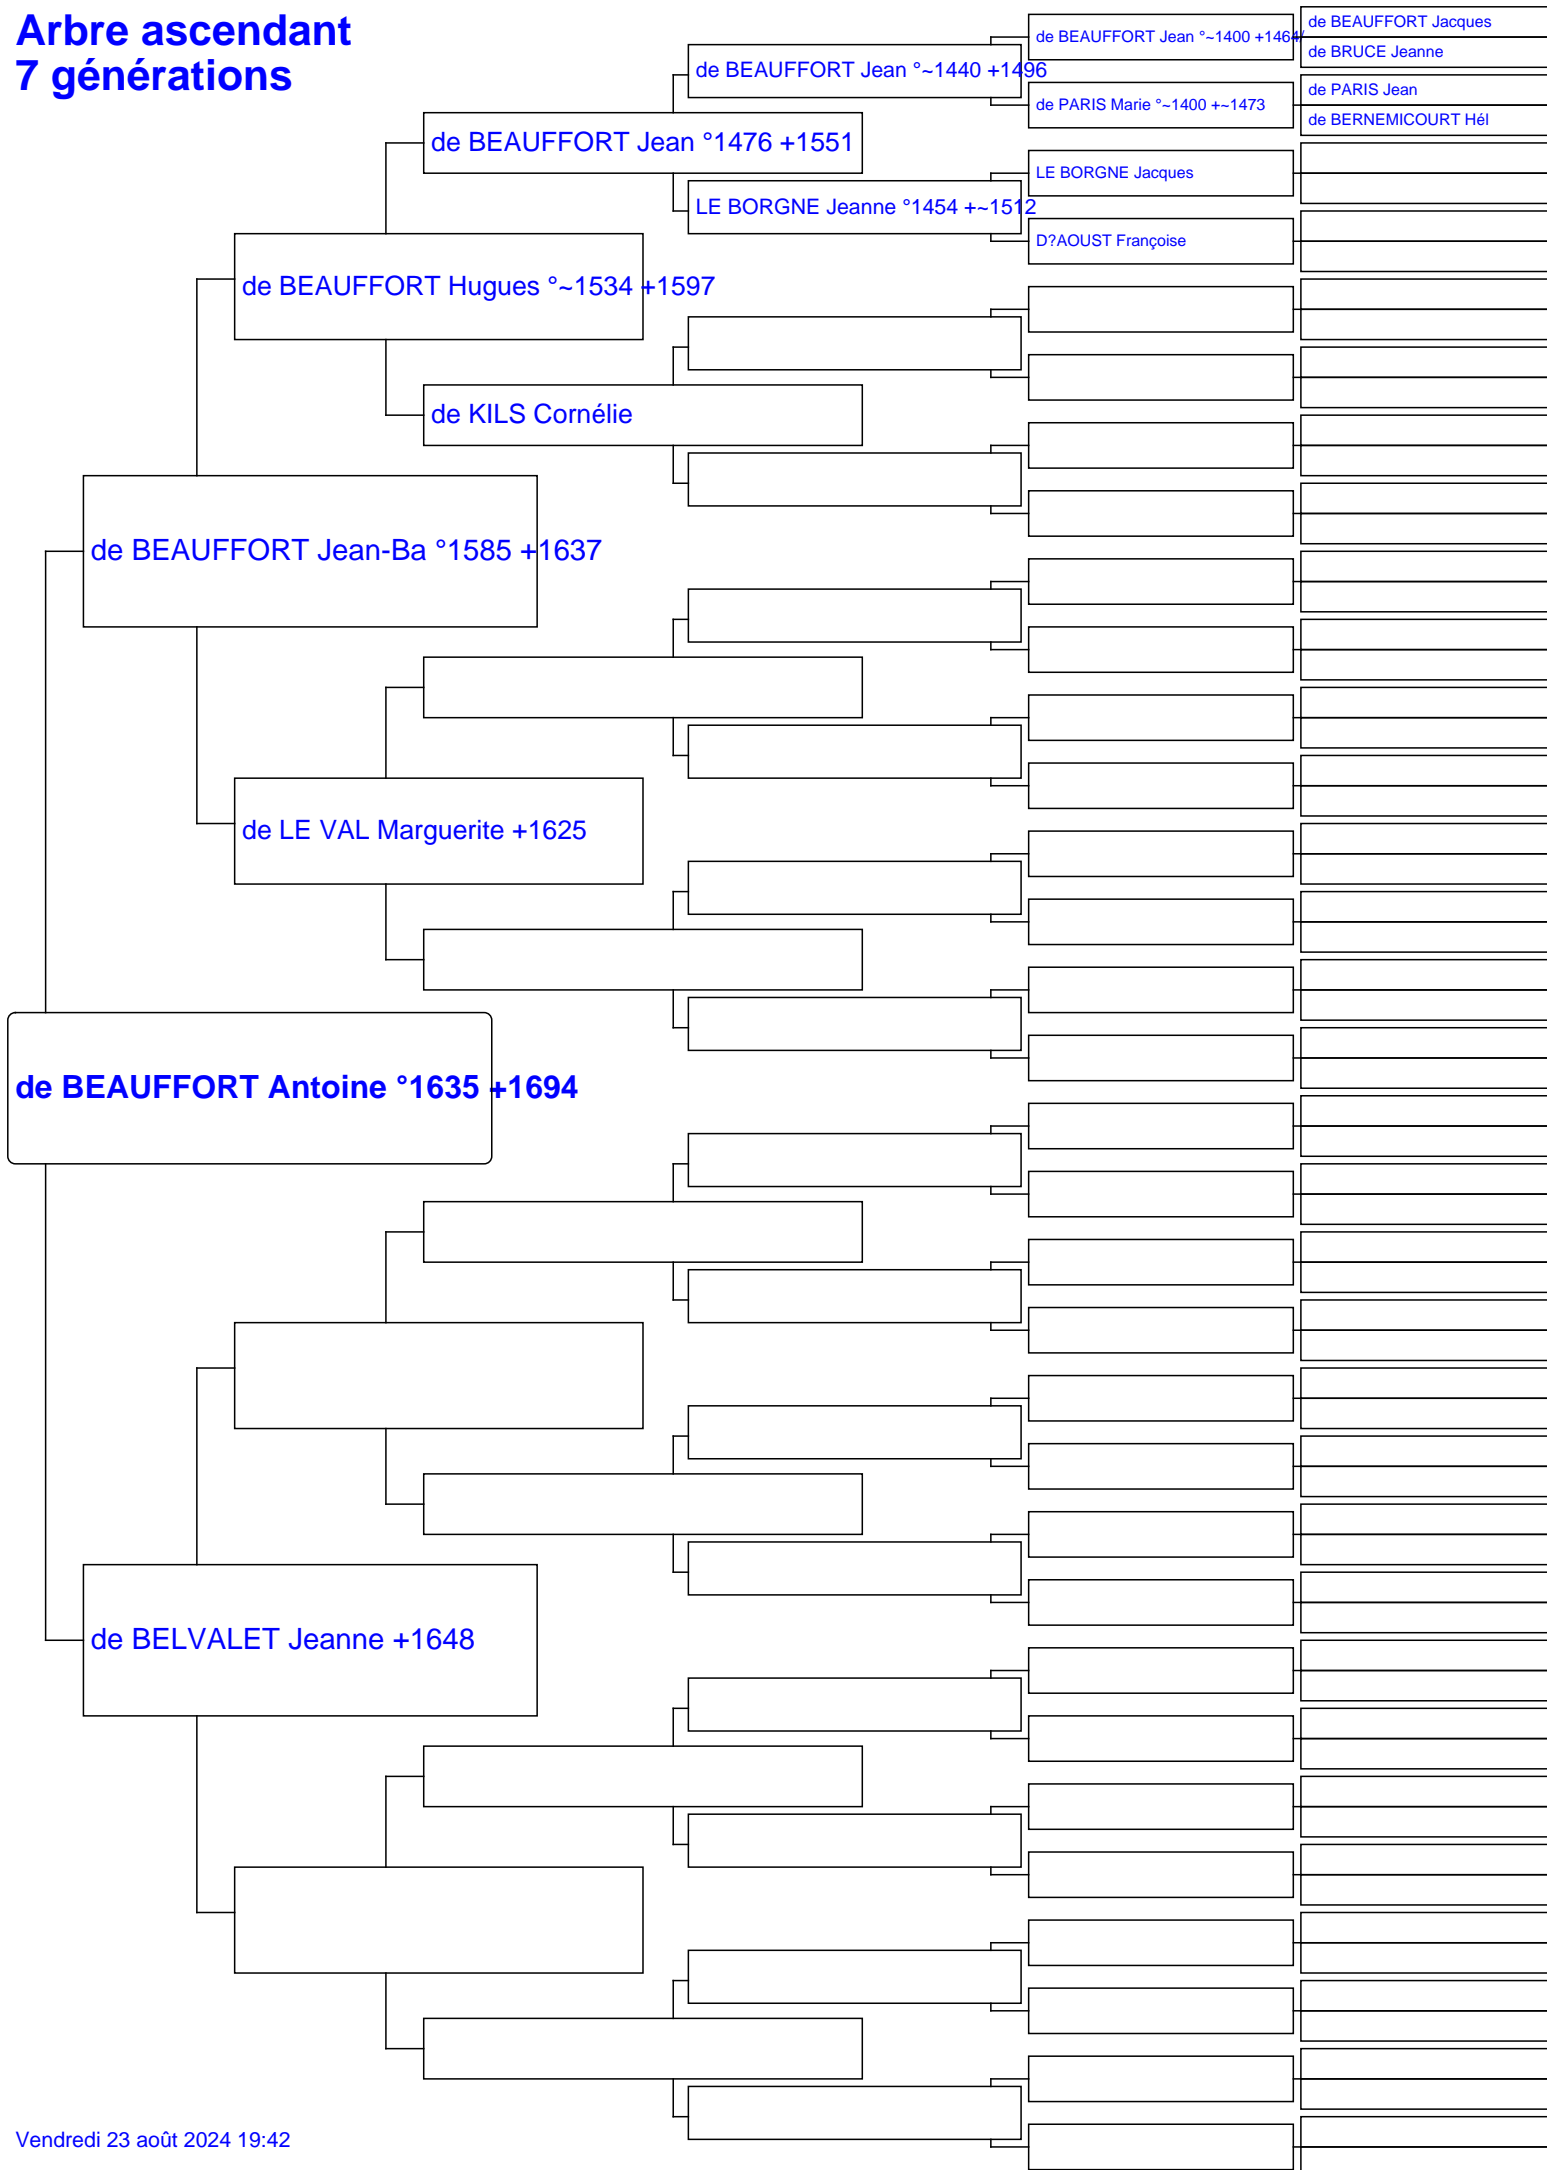 Arbre ascendant
7 générations
de BEAUFFORT Jacques
de BEAUFFORT Jean °~1400 +1464/
de BRUCE Jeanne
de BEAUFFORT Jean °~1440 +1496
de PARIS Jean
de PARIS Marie °~1400 +~1473
de BERNEMICOURT Hél
de BEAUFFORT Jean °1476 +1551
LE BORGNE Jacques
LE BORGNE Jeanne °1454 +~1512
D?AOUST Françoise
de BEAUFFORT Hugues °~1534 +1597
de KILS Cornélie
de BEAUFFORT Jean-Ba °1585 +1637
de LE VAL Marguerite +1625
de BEAUFFORT Antoine °1635 +1694
de BELVALET Jeanne +1648
Vendredi 23 août 2024 19:42